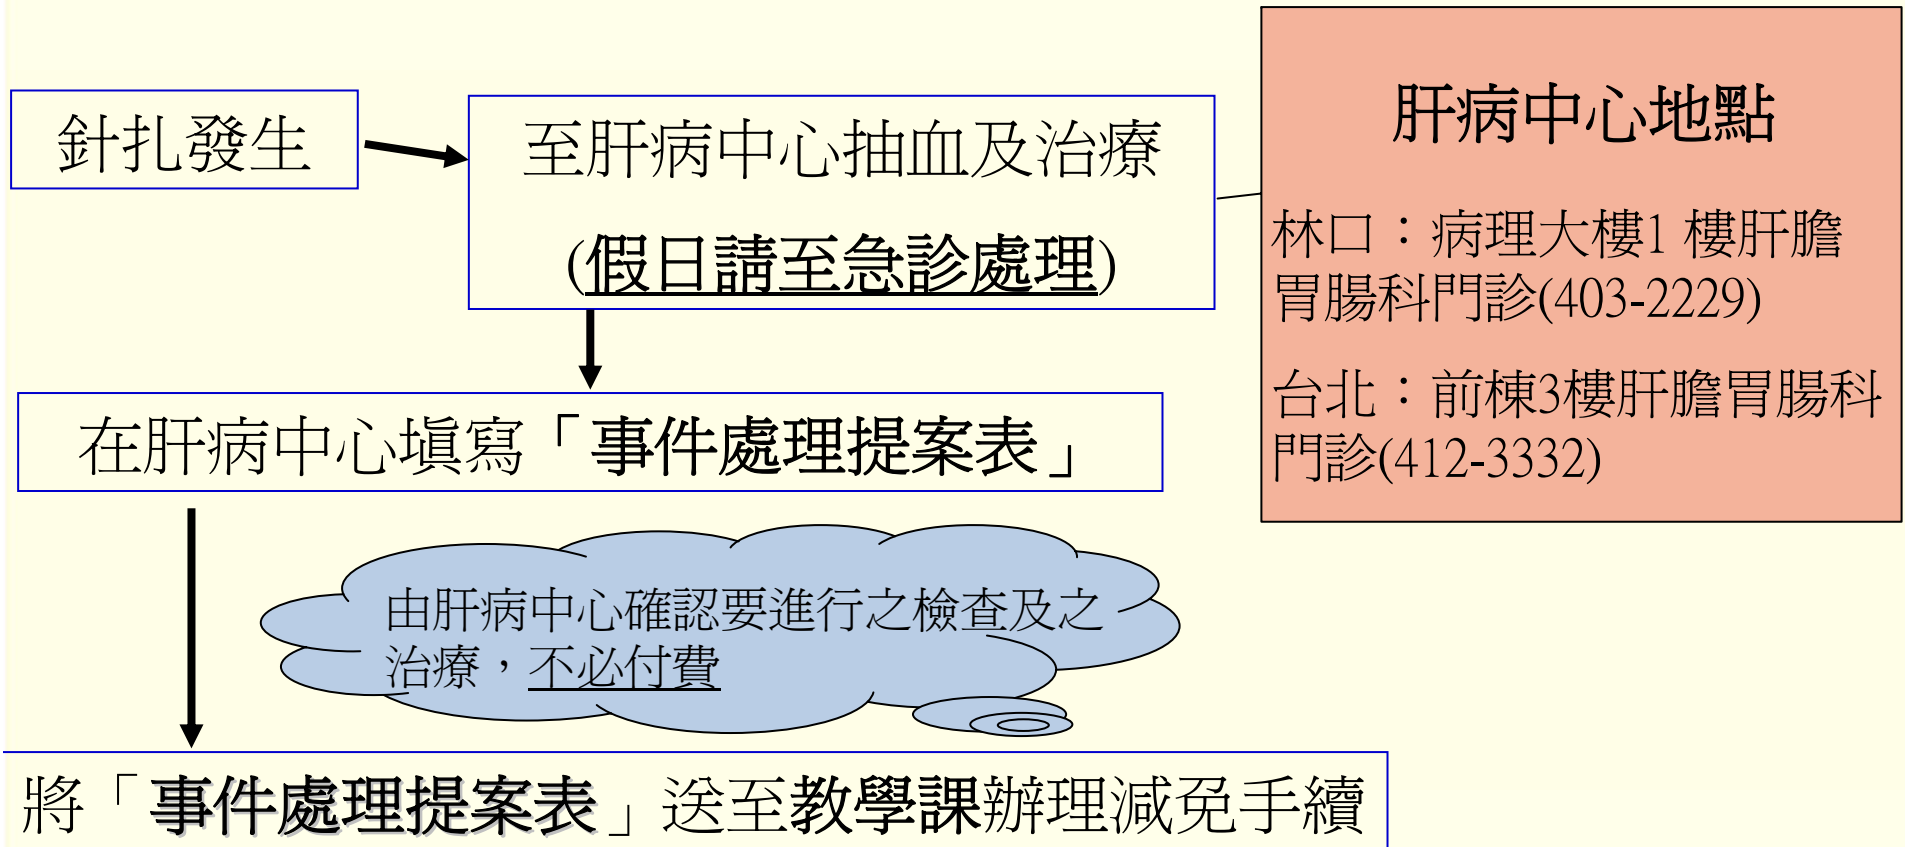 針扎發生
至肝病中心抽血及治療
(假日請至急診處理)
肝病中心地點
林口：病理大樓1 樓肝膽
胃腸科門診(403-2229)
台北：前棟3樓肝膽胃腸科
門診(412-3332)
在肝病中心填寫「事件處理提案表」
由肝病中心確認要進行之檢查及之
治療，不必付費
將「事件處理提案表」送至教學課辦理減免手續